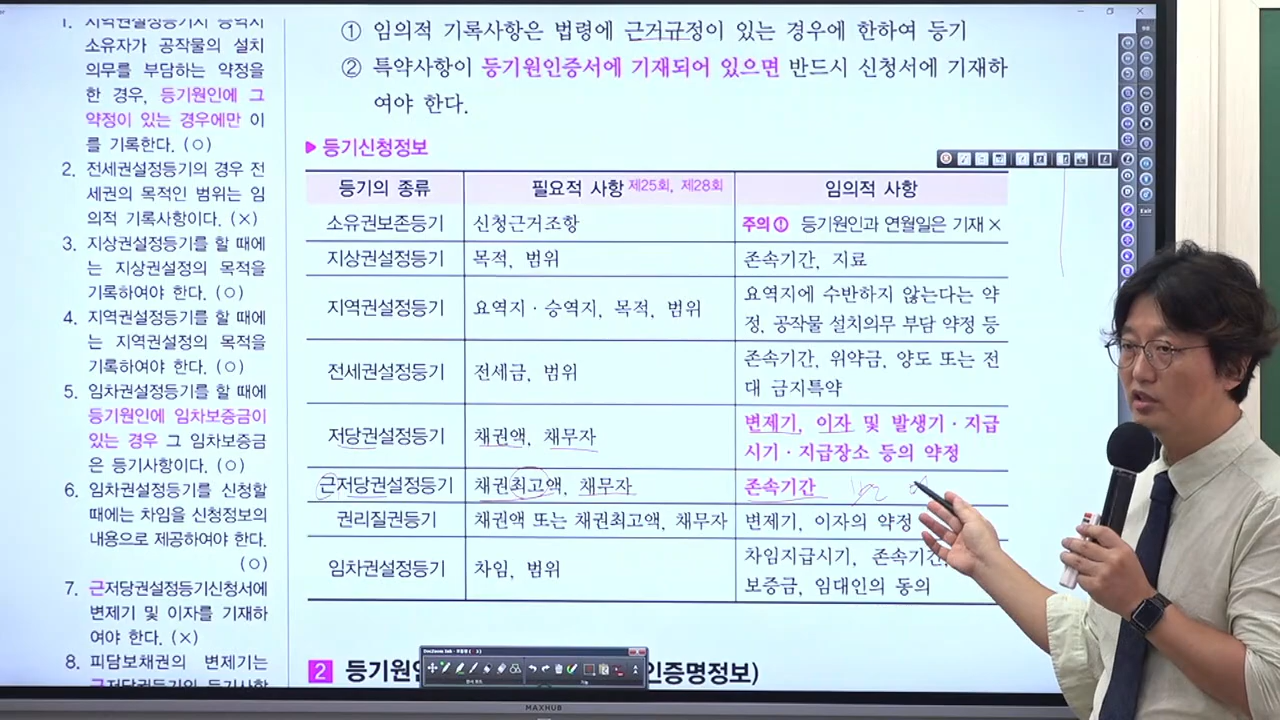 소유자가 공작물의 설치
의무를 부담하는 약정을
한 경우, 등기원인에 그
약정이 있는 경우에만 이
를 기록한다. (○)
2. 전세권설정등기의 경우 전
세권의 목적인 범위는 임
의적 기록사항이다. (×)
3. 지상권설정등기를 할 때에
는 지상권설정의 목적을
기록하여야 한다. (○)
4. 지역권설정등기를 할 때에
는 지역권설정의 목적을
기록하여야 한다. (○)
5. 임차권설정등기를 할 때에
등기원인에 임차보증금이
있는 경우 그 임차보증금
은 등기사항이다. (○)
6. 임차권설정등기를 신청할
때에는 차임을 신청정보의
내용으로 제공하여야 한다.
(○)
7. 근저당권설정등기신청서에
변제기 및 이자를 기재하
여야 한다. (×)
8. 피담보채권의 변제기는
① 임의적 기록사항은 법령에 근거규정이 있는 경우에 한하여 등기
② 특약사항이 등기원인증서에 기재되어 있으면 반드시 신청서에 기재하
여야 한다.
▶ 등기신청정보
등기의 종류 필요적 사항 제25회, 제28회 임의적 사항
소유권보존등기 신청근거조항 주의① 등기원인과 연월일은 기재 ×
지상권설정등기 목적, 범위 존속기간, 지료
지역권설정등기 요역지·승역지, 목적, 범위 요역지에 수반하지 않는다는 약
정, 공작물 설치의무 부담 약정 등
전세권설정등기 전세금, 범위 존속기간, 위약금, 양도 또는 전
대 금지특약
저당권설정등기 채권액, 채무자 변제기, 이자 및 발생기·지급
시기·지급장소 등의 약정
근저당권설정등기 채권최고액, 채무자 존속기간
권리질권등기 채권액 또는 채권최고액, 채무자 변제기, 이자의 약정
임차권설정등기 차임, 범위 차임지급시기, 존속기간,
보증금, 임대인의 동의
2 등기원인증명정보)
MAXHUB